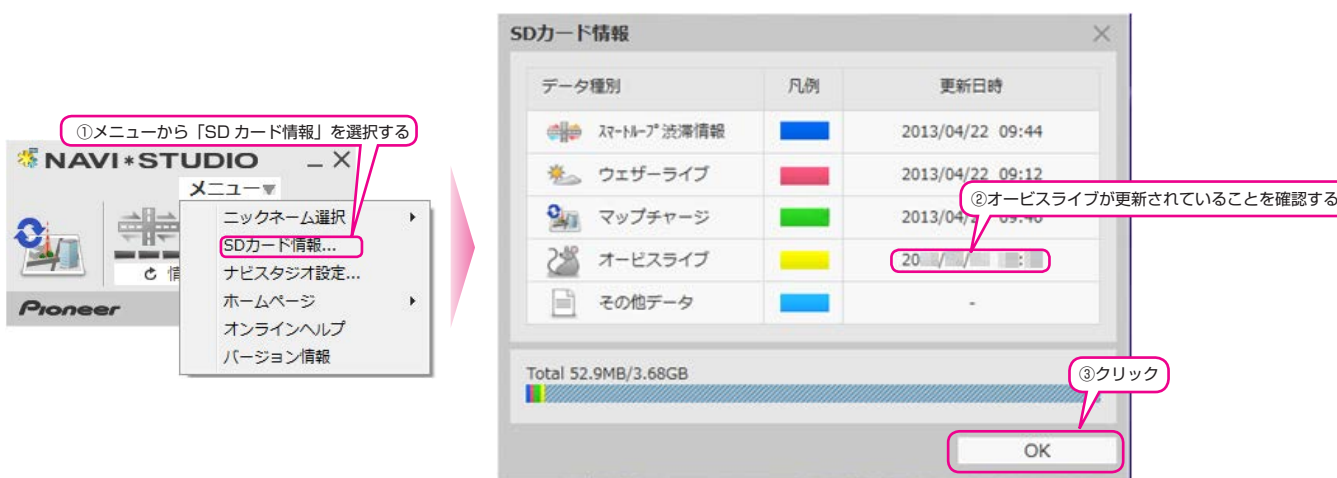 ①メニューから「SD カード情報」を選択する
NAVI*STUDIO
メニュー▼
ニックネーム選択
SDカード情報...
ナビスタジオ設定...
ホームページ
オンラインヘルプ
バージョン情報
情
Pioneer
SDカード情報
データ種別 凡例 更新日時
スマートループ渋滞情報 2013/04/22 09:44
ウェザーライブ 2013/04/22 09:12
②オービスライブが更新されていることを確認する
マップチャージ 2013/04/
オービスライブ 20 / / :
その他データ -
Total 52.9MB/3.68GB
③クリック
OK